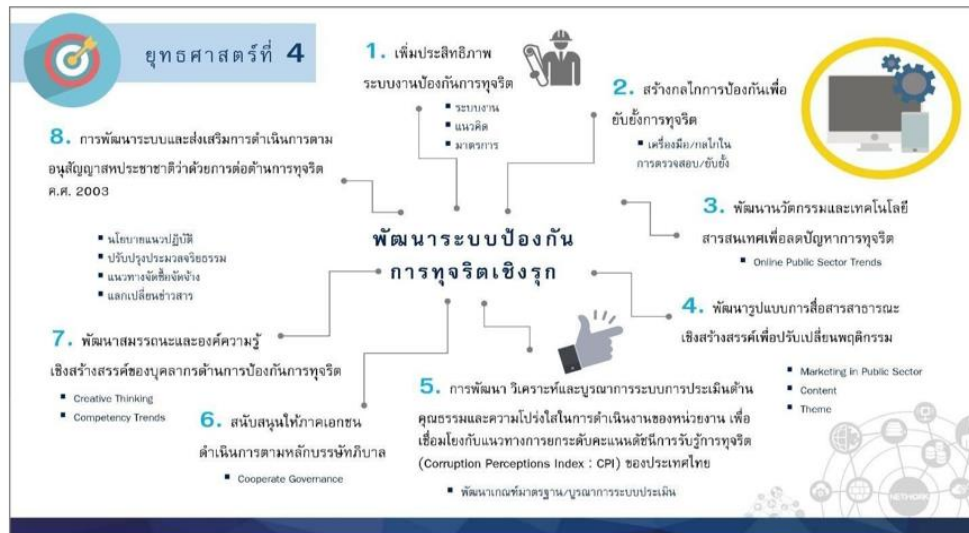 ยุทธศาสตร์ที่ 4
1. เพิ่มประสิทธิภาพ
ระบบงานป้องกันการทุจริต
▪ ระบบงาน
▪ แนวคิด
▪ มาตรการ
2. สร้างกลไกการป้องกันเพื่อ
ยับยั้งการทุจริต
▪ เครื่องมือ/กลไกใน
การตรวจสอบ/ยับยั้ง
3. พัฒนานวัตกรรมและเทคโนโลยี
สารสนเทศเพื่อลดปัญหาการทุจริต
▪ Online Public Sector Trends
พัฒนาระบบป้องกัน
การทุจริตเชิงรุก
4. พัฒนารูปแบบการสื่อสารสาธารณะ
เชิงสร้างสรรค์เพื่อปรับเปลี่ยนพฤติกรรม
▪ Marketing in Public Sector
▪ Content
▪ Theme
5. การพัฒนา วิเคราะห์และบูรณาการระบบการประเมินด้าน
คุณธรรมและความโปร่งใสในการดำเนินงานของหน่วยงาน เพื่อ
เชื่อมโยงกับแนวทางการยกระดับคะแนนดัชนีการรับรู้การทุจริต
(Corruption Perceptions Index : CPI) ของประเทศไทย
▪ พัฒนาเกณฑ์มาตรฐาน/บูรณาการระบบประเมิน
6. สนับสนุนให้ภาคเอกชน
ดำเนินการตามหลักบรรษัทภิบาล
▪ Cooperate Governance
7. พัฒนาสมรรถนะและองค์ความรู้
เชิงสร้างสรรค์ของบุคลากรด้านการป้องกันการทุจริต
▪ Creative Thinking
▪ Competency Trends
8. การพัฒนาระบบและส่งเสริมการดำเนินการตาม
อนุสัญญาสหประชาชาติว่าด้วยการต่อต้านการทุจริต
ค.ศ. 2003
▪ นโยบายแนวปฏิบัติ
▪ ปรับปรุงประมวลจริยธรรม
▪ แนวทางจัดซื้อจัดจ้าง
▪ แลกเปลี่ยนข่าวสาร
NETWORK